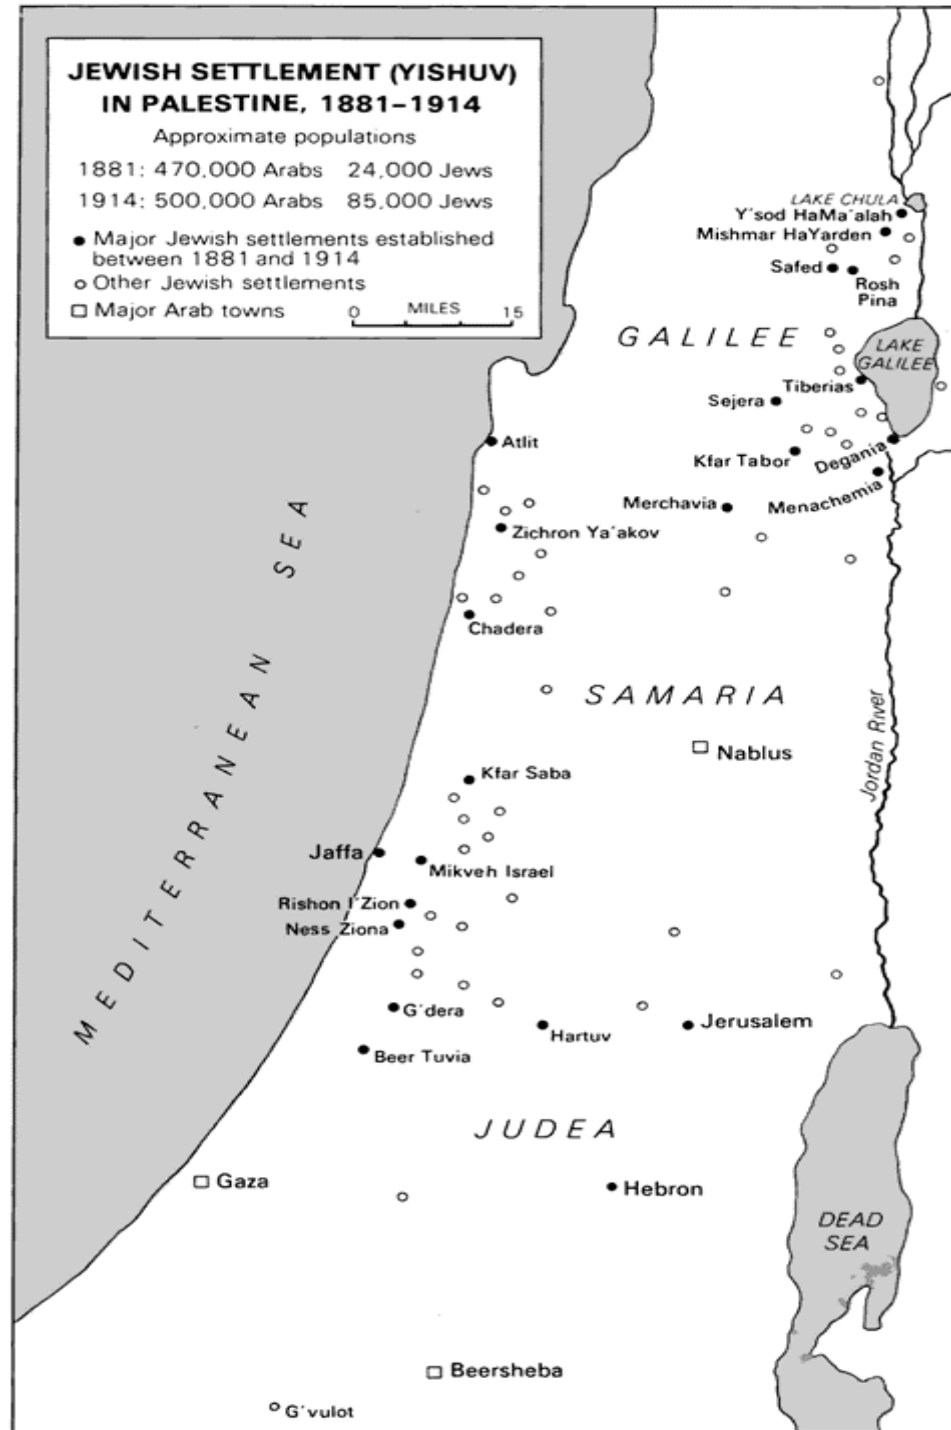 JEWISH SETTLEMENT (YISHUV)
IN PALESTINE, 1881–1914
Approximate populations
1881: 470,000 Arabs 24,000 Jews
1914: 500,000 Arabs 85,000 Jews
Major Jewish settlements established
between 1881 and 1914
Other Jewish settlements
Major Arab towns
0 MILES 15
LAKE CHULA
Y'sod HaMa'alah
Mishmar HaYarden
Safed
Rosh
Pina
GALILEE
LAKE
GALILEE
Tiberias
Sejera
Atlit
Kfar Tabor
Degania
Merchavia
Menachemia
Zichron Ya'akov
Chadera
MEDITERRANEAN SEA
SAMARIA
Jordan River
Nablus
Kfar Saba
Jaffa
Mikveh Israel
Rishon l'Zion
Ness Ziona
G'dera
Hartuv
Jerusalem
Beer Tuvia
JUDEA
Gaza
Hebron
DEAD
SEA
Beersheba
G'vulot